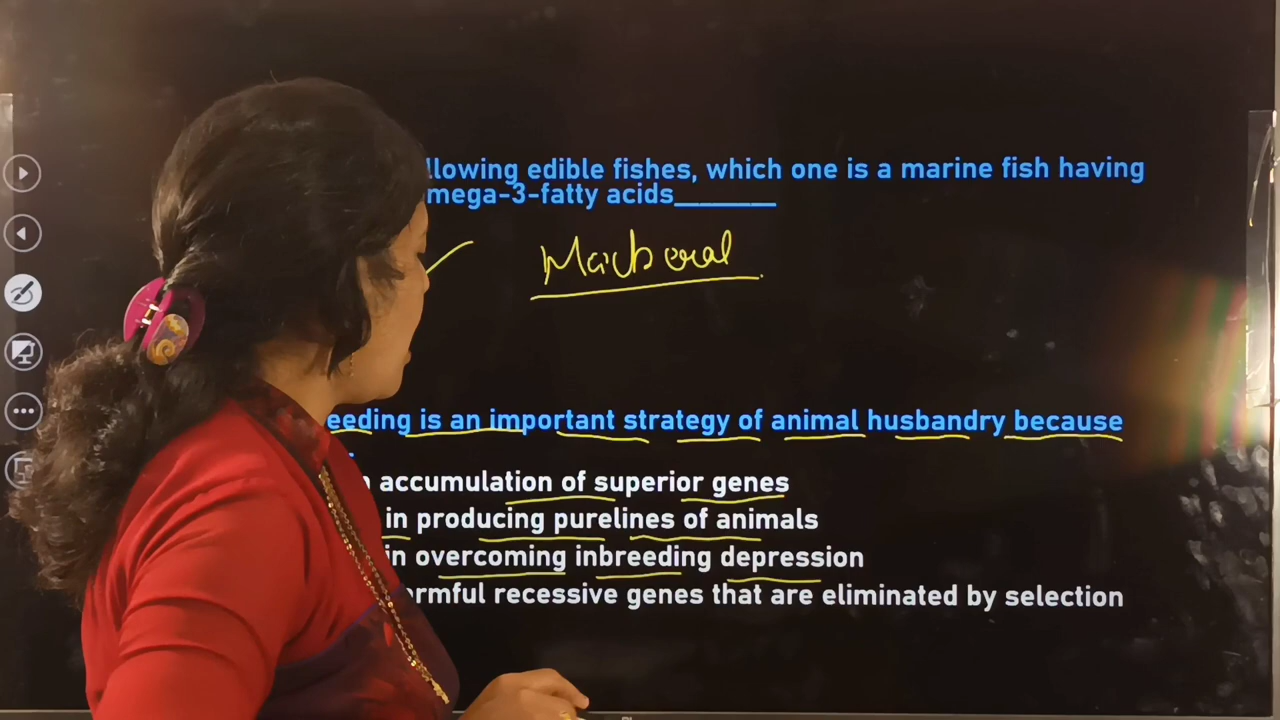 llowing edible fishes, which one is a marine fish having
mega-3-fatty acids_______
eeding is an important strategy of animal husbandry because
accumulation of superior genes
in producing purelines of animals
in overcoming inbreeding depression
rmful recessive genes that are eliminated by selection